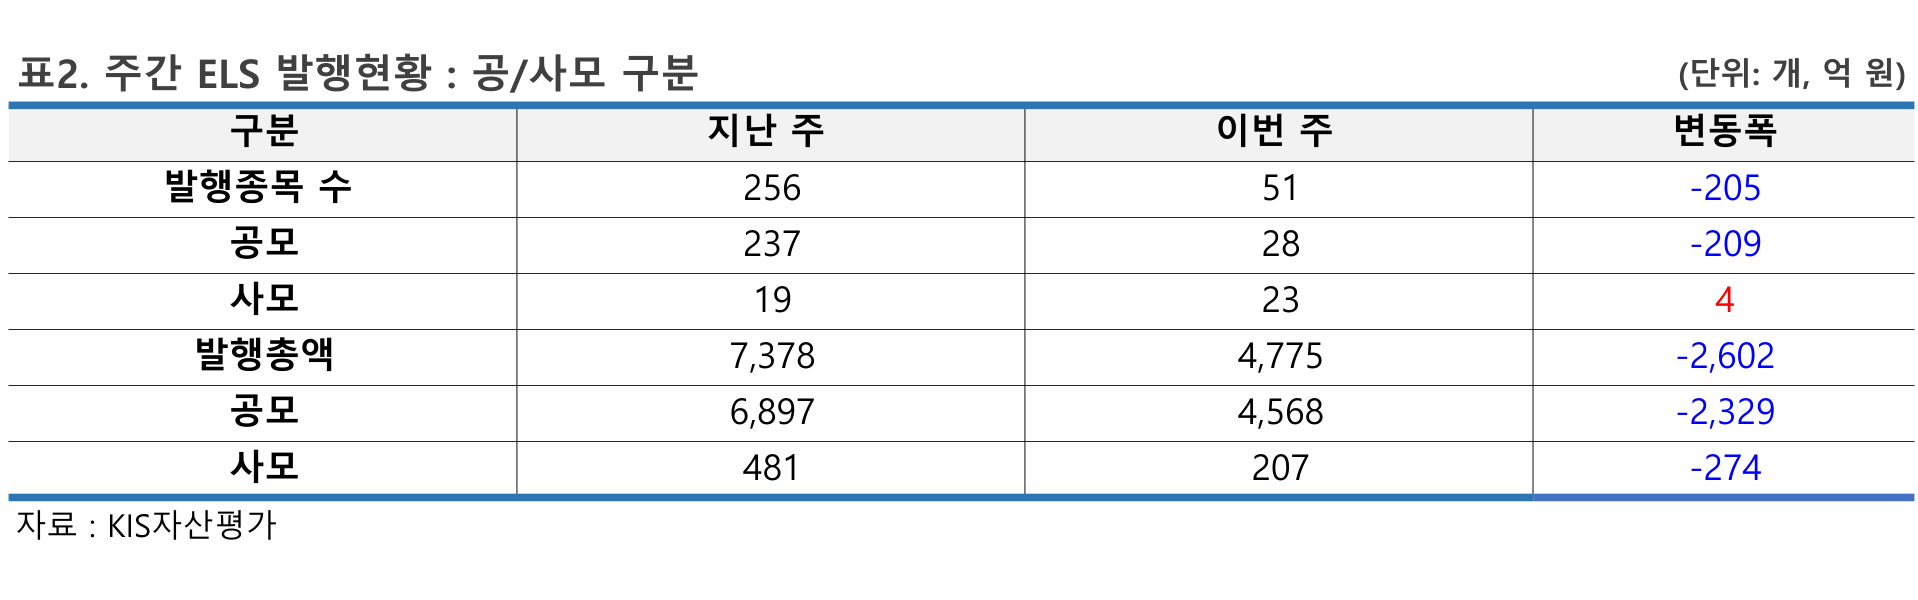 표2. 주간 ELS 발행현황 : 공/사모 구분 (단위: 개, 억 원)
구분 지난 주 이번 주 변동폭
발행종목 수 256 51 -205
공모 237 28 -209
사모 19 23 4
발행총액 7,378 4,775 -2,602
공모 6,897 4,568 -2,329
사모 481 207 -274
자료 : KIS자산평가